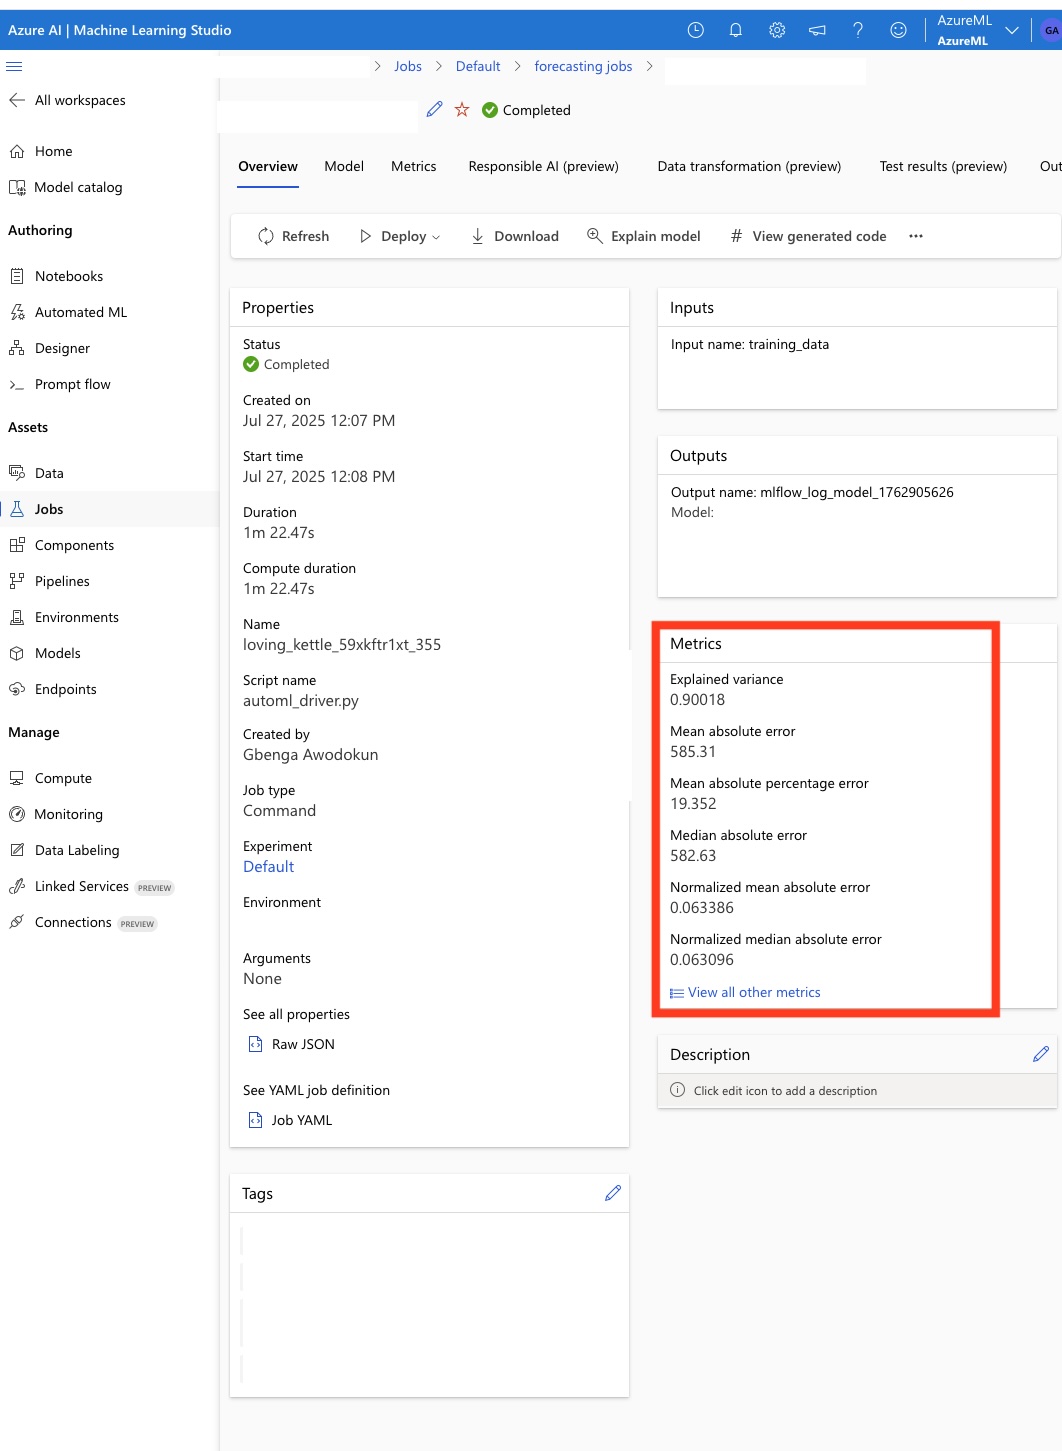 Azure AI | Machine Learning Studio
AzureML
AzureML
GA
Jobs > Default > forecasting jobs >
All workspaces
Completed
Home
Model catalog
Authoring
Notebooks
Automated ML
Designer
Prompt flow
Assets
Data
Jobs
Components
Pipelines
Environments
Models
Endpoints
Manage
Compute
Monitoring
Data Labeling
Linked Services PREVIEW
Connections PREVIEW
Overview Model Metrics Responsible AI (preview) Data transformation (preview) Test results (preview) Out
Refresh Deploy Download Explain model View generated code ···
Properties
Status
Completed
Created on
Jul 27, 2025 12:07 PM
Start time
Jul 27, 2025 12:08 PM
Duration
1m 22.47s
Compute duration
1m 22.47s
Name
loving_kettle_59xkftr1xt_355
Script name
automl_driver.py
Created by
Gbenga Awodokun
Job type
Command
Experiment
Default
Environment
Arguments
None
See all properties
Raw JSON
See YAML job definition
Job YAML
Tags
Inputs
Input name: training_data
Outputs
Output name: mlflow_log_model_1762905626
Model:
Metrics
Explained variance
0.90018
Mean absolute error
585.31
Mean absolute percentage error
19.352
Median absolute error
582.63
Normalized mean absolute error
0.063386
Normalized median absolute error
0.063096
View all other metrics
Description
Click edit icon to add a description